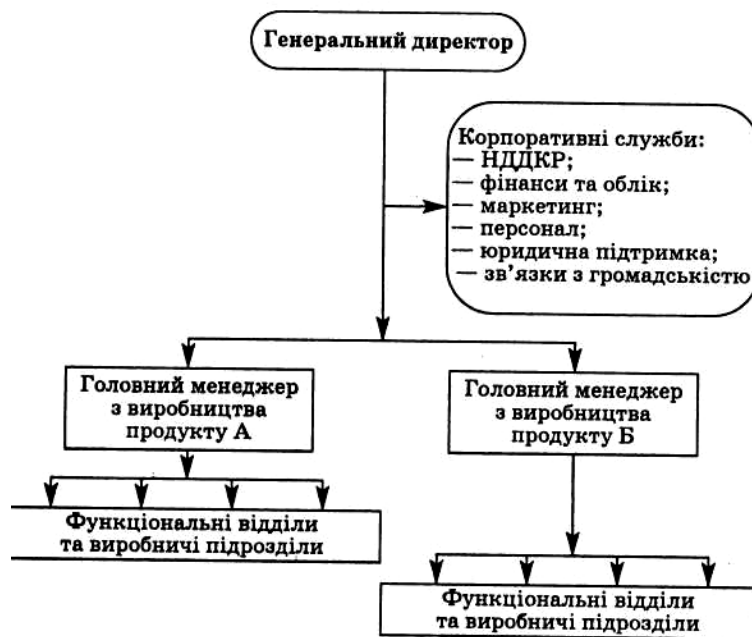 Генеральний директор
Корпоративні служби:
— НДДКР;
— фінанси та облік;
— маркетинг;
— персонал;
— юридична підтримка;
— зв’язки з громадськістю
Головний менеджер
з виробництва
продукту А
Головний менеджер
з виробництва
продукту Б
Функціональні відділи
та виробничі підрозділи
Функціональні відділи
та виробничі підрозділи